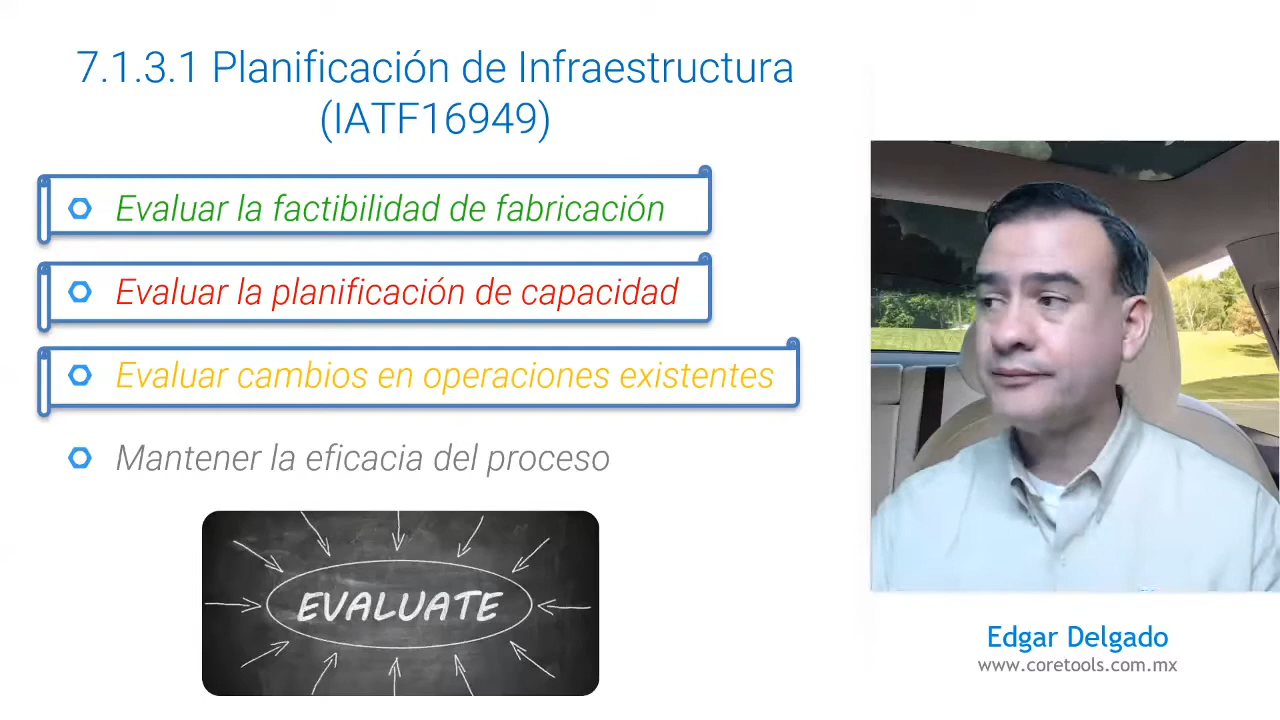 7.1.3.1 Planificación de Infraestructura
(IATF16949)
Evaluar la factibilidad de fabricación
Evaluar la planificación de capacidad
Evaluar cambios en operaciones existentes
Mantener la eficacia del proceso
EVALUATE
Edgar Delgado
www.coretools.com.mx